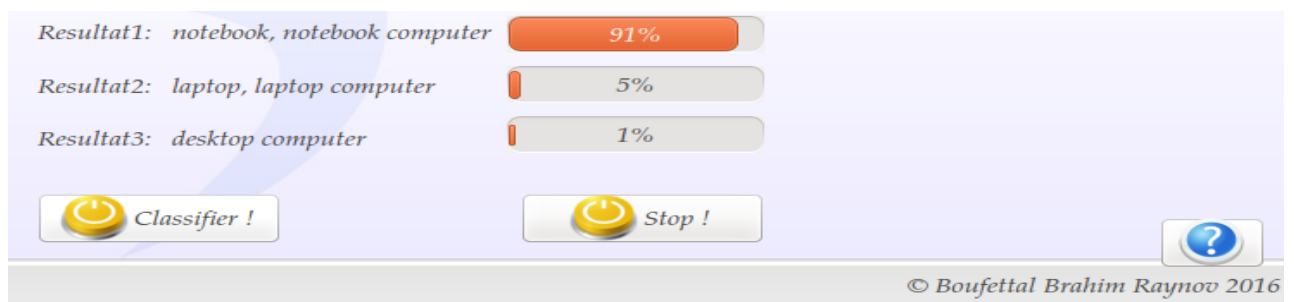 Resultat1: notebook, notebook computer 91%
Resultat2: laptop, laptop computer 5%
Resultat3: desktop computer 1%
Classifier ! Stop !
?
© Boufettal Brahim Raynov 2016